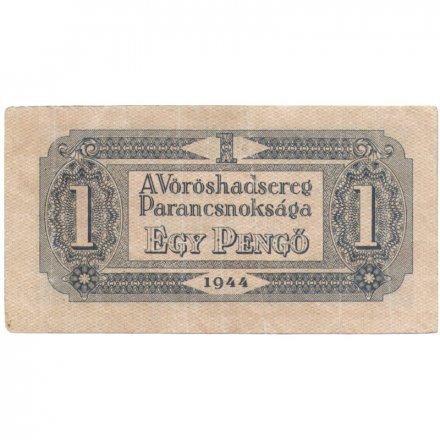 1
A Vöröshadsereg
1 Parancsnoksága 1
EGY PENGŐ
1944